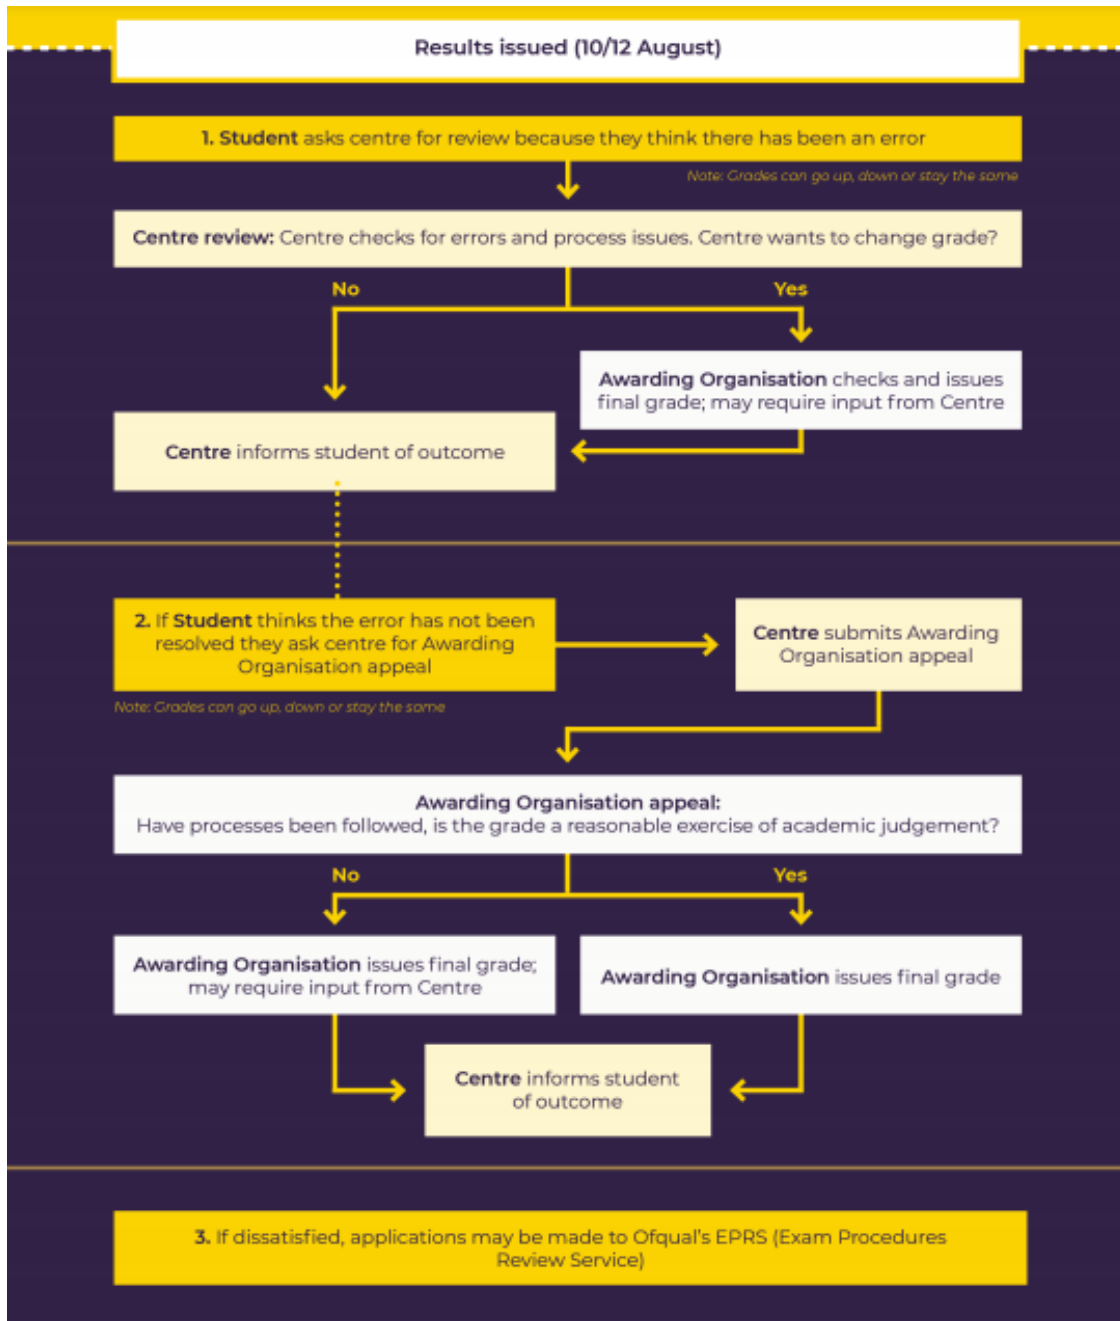 Results issued (10/12 August)
1. Student asks centre for review because they think there has been an error
Note: Grades can go up, down or stay the same
Centre review: Centre checks for errors and process issues. Centre wants to change grade?
No
Yes
Awarding Organisation checks and issues
final grade; may require input from Centre
Centre informs student of outcome
2. If Student thinks the error has not been
resolved they ask centre for Awarding
Organisation appeal
Note: Grades can go up, down or stay the same
Centre submits Awarding
Organisation appeal
Awarding Organisation appeal:
Have processes been followed, is the grade a reasonable exercise of academic judgement?
No
Yes
Awarding Organisation issues final grade;
may require input from Centre
Awarding Organisation issues final grade
Centre informs student
of outcome
3. If dissatisfied, applications may be made to Ofqual's EPRS (Exam Procedures
Review Service)